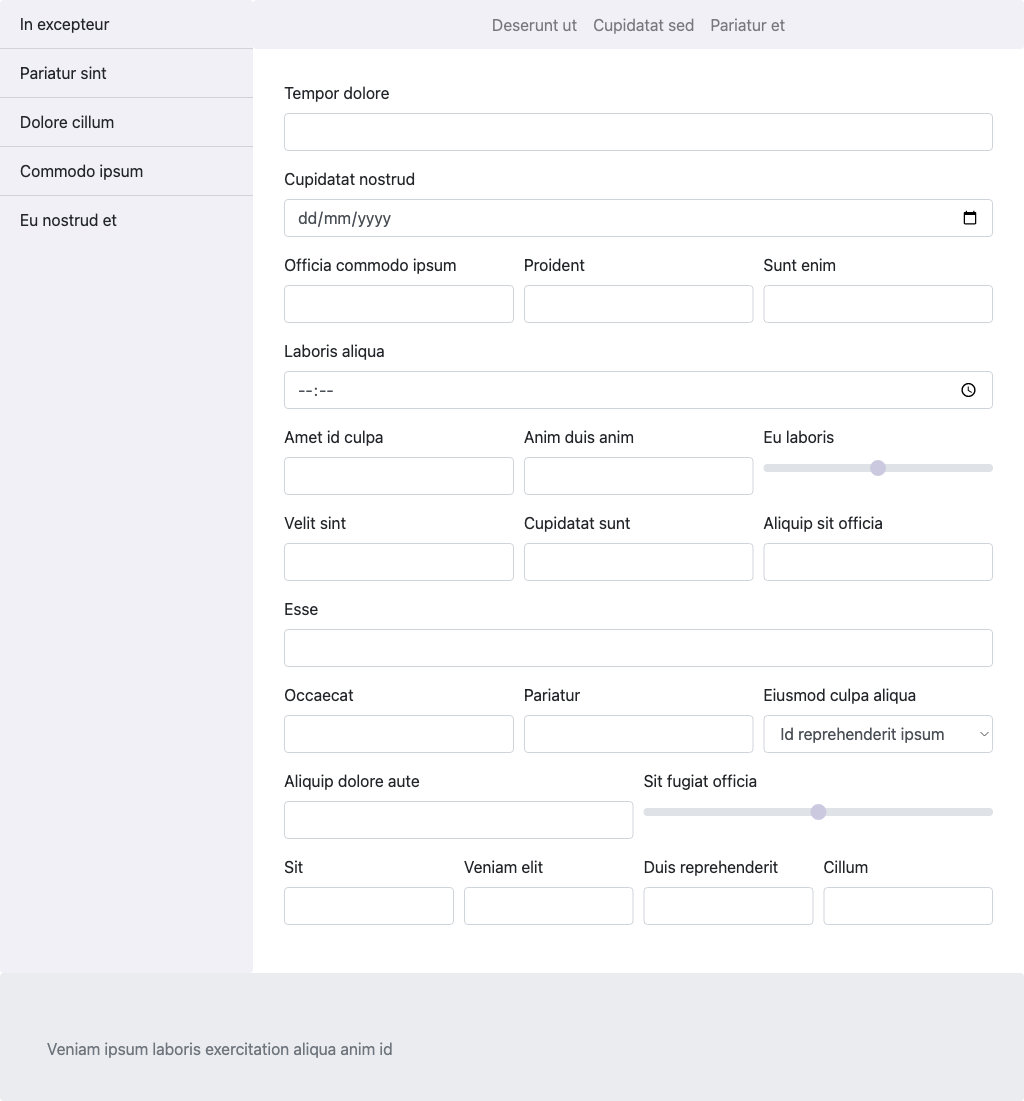 In excepteur
Pariatur sint
Dolore cillum
Commodo ipsum
Eu nostrud et
Deserunt ut Cupidatat sed Pariatur et
Tempor dolore
Cupidatat nostrud
dd/mm/yyyy
Officia commodo ipsum Proident Sunt enim
Laboris aliqua
--:--
Amet id culpa Anim duis anim Eu laboris
Velit sint Cupidatat sunt Aliquip sit officia
Esse
Occaecat Pariatur Eiusmod culpa aliqua
Id reprehenderit ipsum
Aliquip dolore aute Sit fugiat officia
Sit Veniam elit Duis reprehenderit Cillum
Veniam ipsum laboris exercitation aliqua anim id